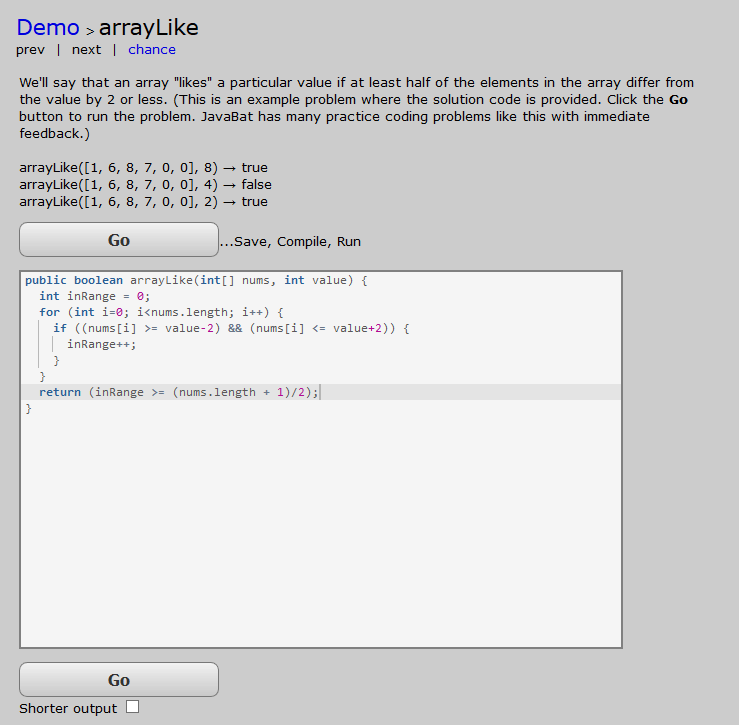 Demo > arrayLike
prev | next | chance
We'll say that an array "likes" a particular value if at least half of the elements in the array differ from
the value by 2 or less. (This is an example problem where the solution code is provided. Click the Go
button to run the problem. JavaBat has many practice coding problems like this with immediate
feedback.)
arrayLike([1, 6, 8, 7, 0, 0], 8) → true
arrayLike([1, 6, 8, 7, 0, 0], 4) → false
arrayLike([1, 6, 8, 7, 0, 0], 2) → true
Go ...Save, Compile, Run
public boolean arrayLike(int[] nums, int value) {
  int inRange = 0;
  for (int i=0; i<nums.length; i++) {
    if ((nums[i] >= value-2) && (nums[i] <= value+2)) {
      inRange++;
    }
  }
  return (inRange >= (nums.length + 1)/2);
}
Go
Shorter output